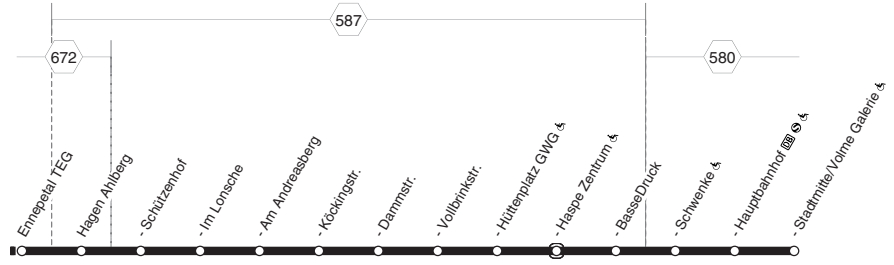 587
672
580
Ennepetal TEG
Hagen Ahlberg
- Schützenhof
- Im Lonsche
- Am Andreasberg
- Köckingstr.
- Dammstr.
- Vollbrinkstr.
- Hüttenplatz GWG
- Haspe Zentrum
- BasseDruck
- Schwenke
- Hauptbahnhof DB S
- Stadtmitte/Volme Galerie